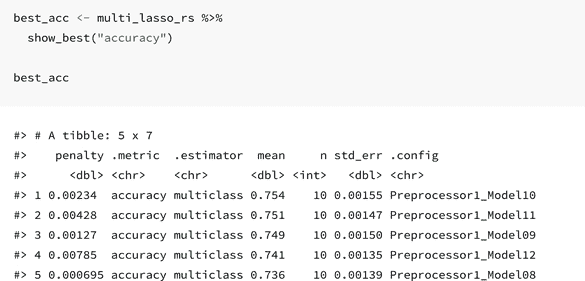 best_acc <- multi_lasso_rs %>%
  show_best("accuracy")
best_acc
#> # A tibble: 5 x 7
#>    penalty .metric  .estimator  mean     n std_err .config
#>      <dbl> <chr>    <chr>      <dbl> <int>   <dbl> <chr>
#> 1 0.00234  accuracy multiclass 0.754    10 0.00155 Preprocessor1_Model10
#> 2 0.00428  accuracy multiclass 0.751    10 0.00147 Preprocessor1_Model11
#> 3 0.00127  accuracy multiclass 0.749    10 0.00150 Preprocessor1_Model09
#> 4 0.00785  accuracy multiclass 0.741    10 0.00135 Preprocessor1_Model12
#> 5 0.000695 accuracy multiclass 0.736    10 0.00139 Preprocessor1_Model08